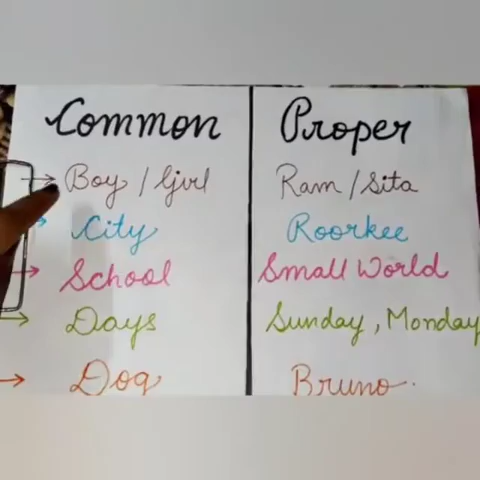 Common Proper
Boy / Girl Ram / Sita
City Roorkee
School Small World
Days Sunday, Monday
Dog Bruno.